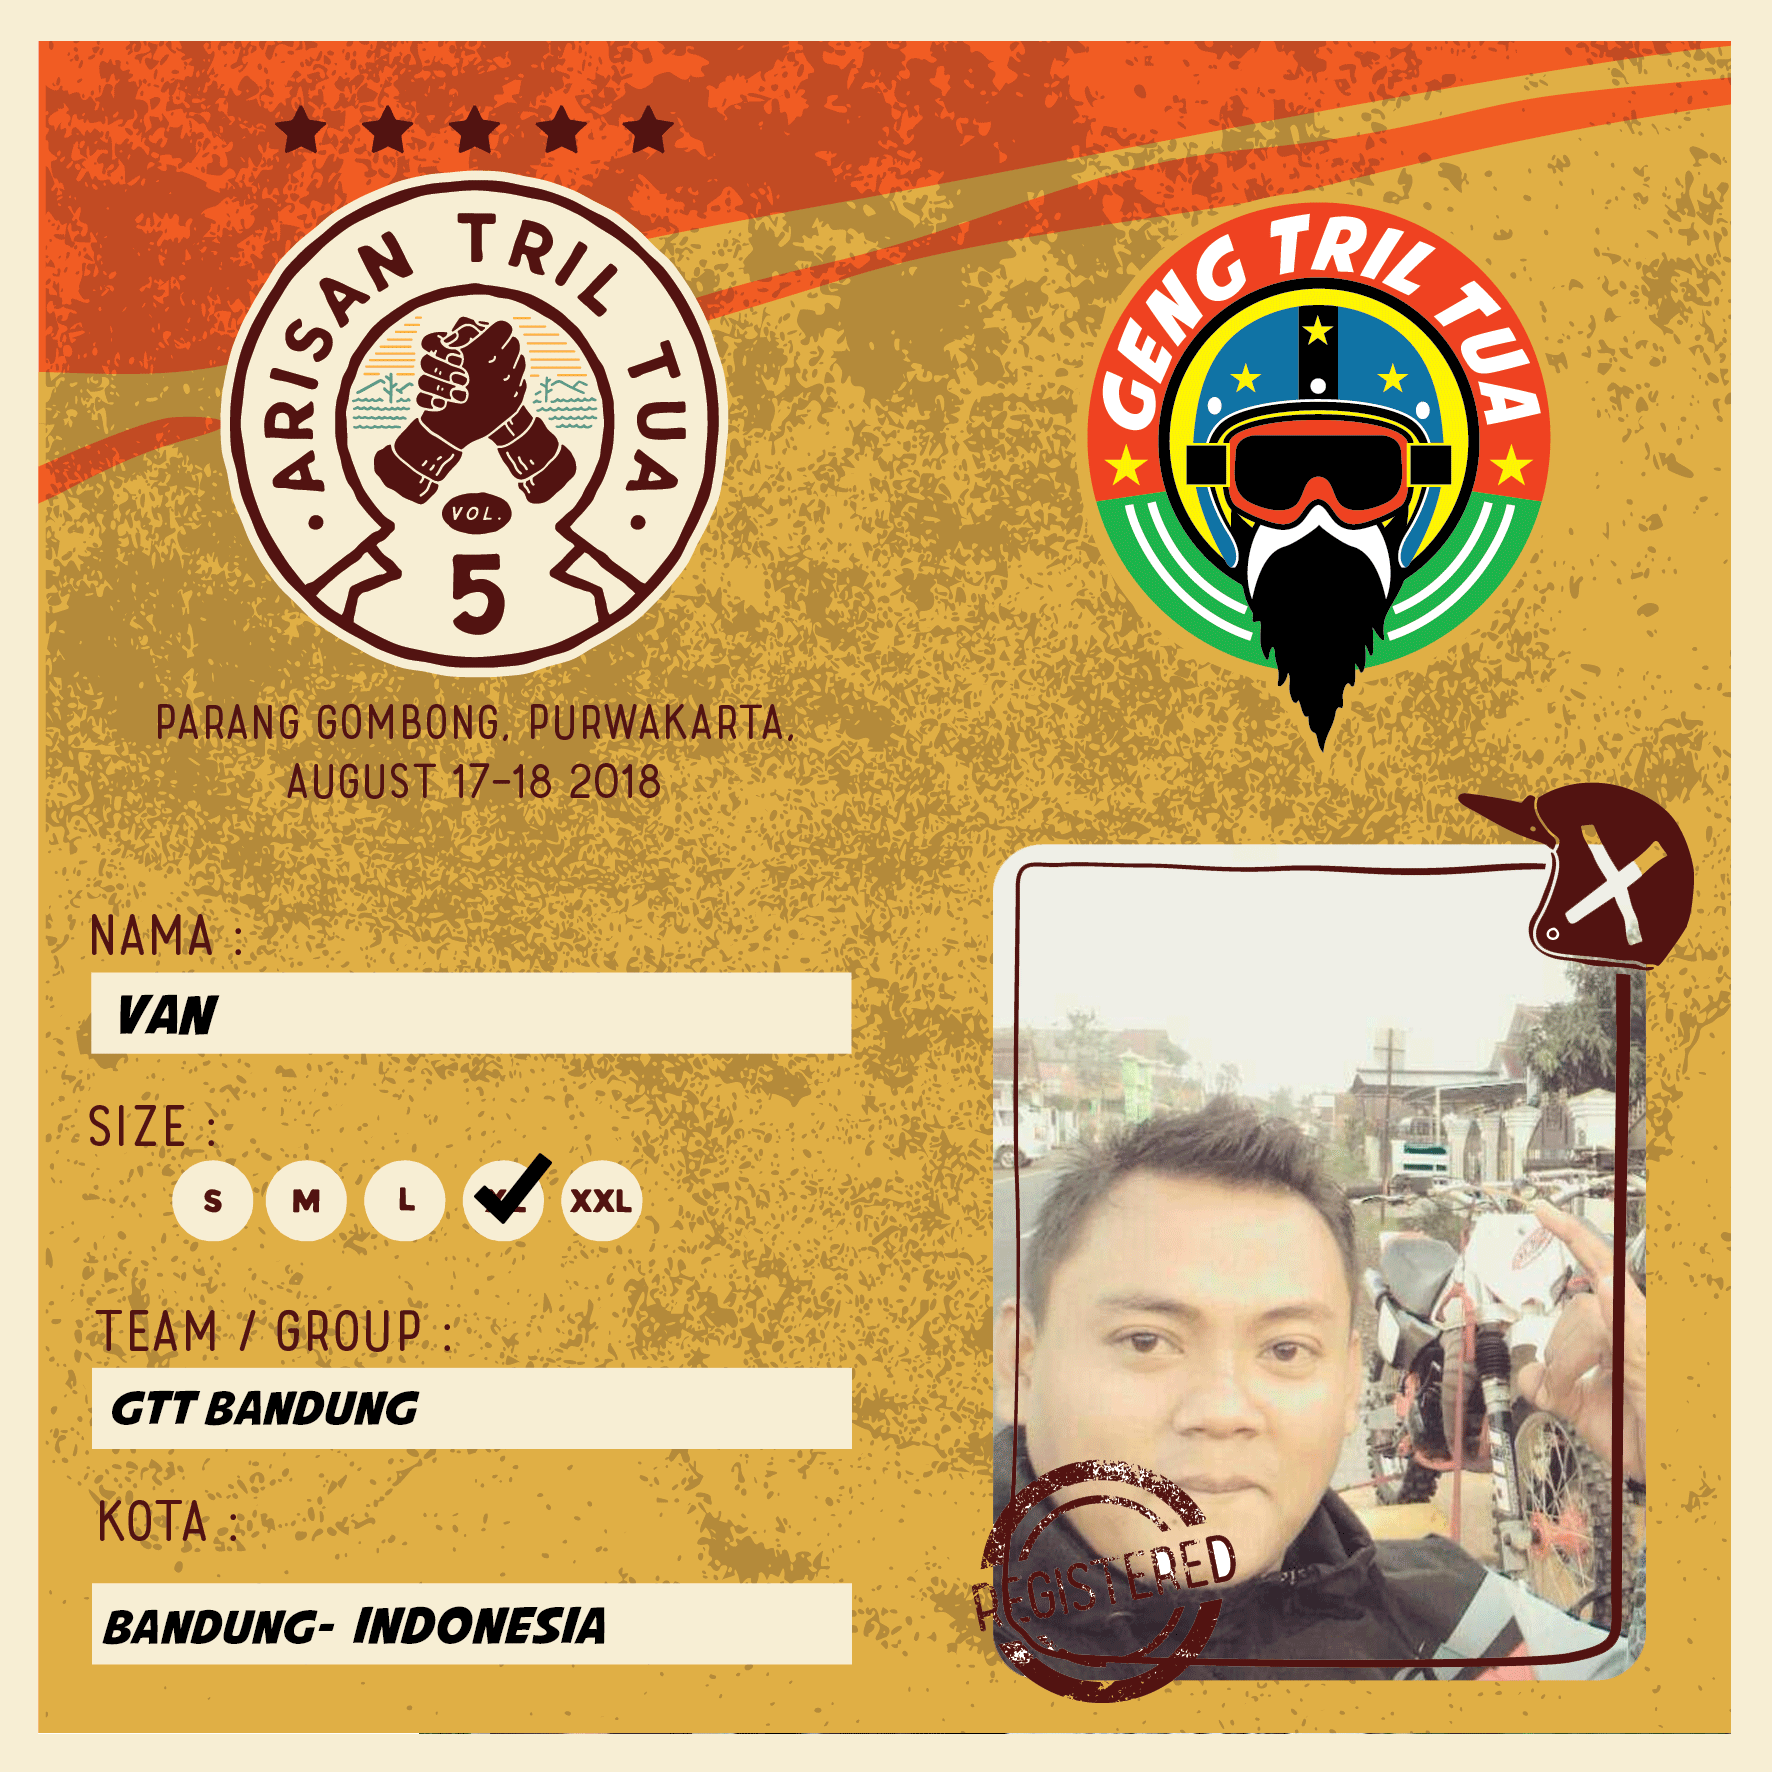 ARISAN TRIL TUA
VOL.
5
GENG TRIL TUA
PARANG GOMBONG, PURWAKARTA,
AUGUST 17-18 2018
NAMA :
VAN
SIZE :
S M L XL XXL
TEAM / GROUP :
GTT BANDUNG
KOTA :
BANDUNG- INDONESIA
REGISTERED